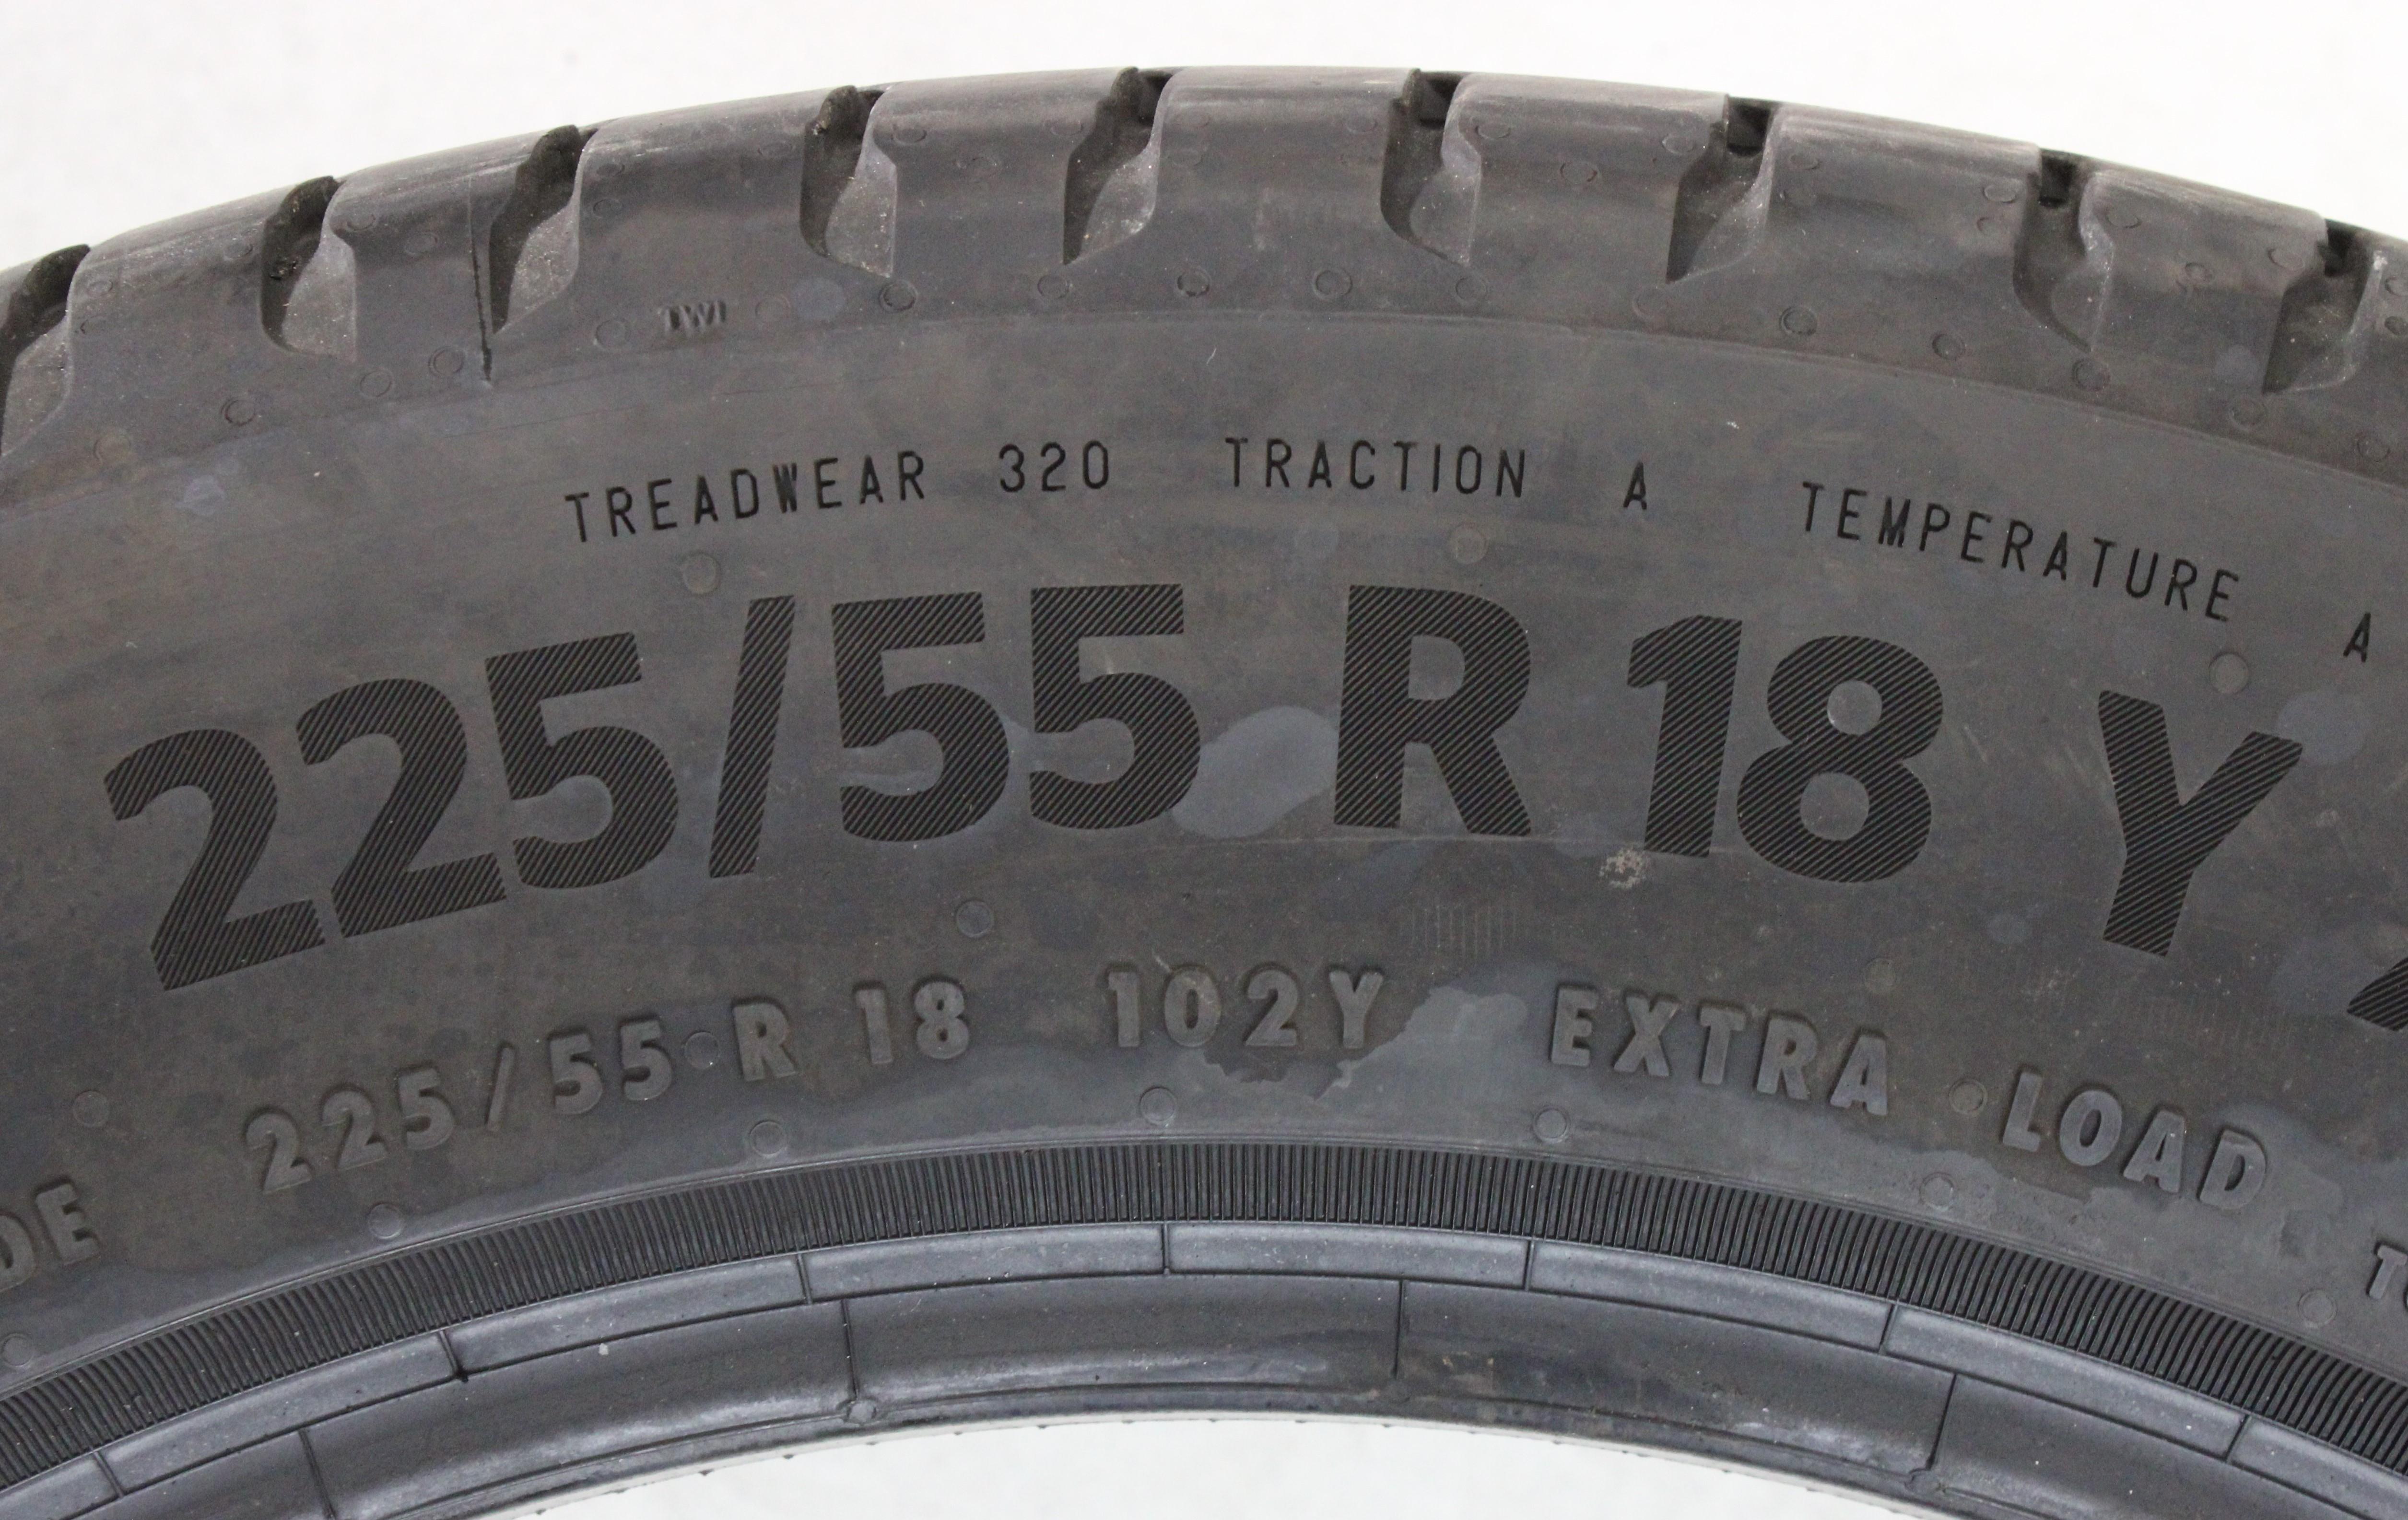 TWI
TREADWEAR 320 TRACTION A TEMPERATURE A
225/55 R 18 Y
225/55 R 18 102Y EXTRA LOAD